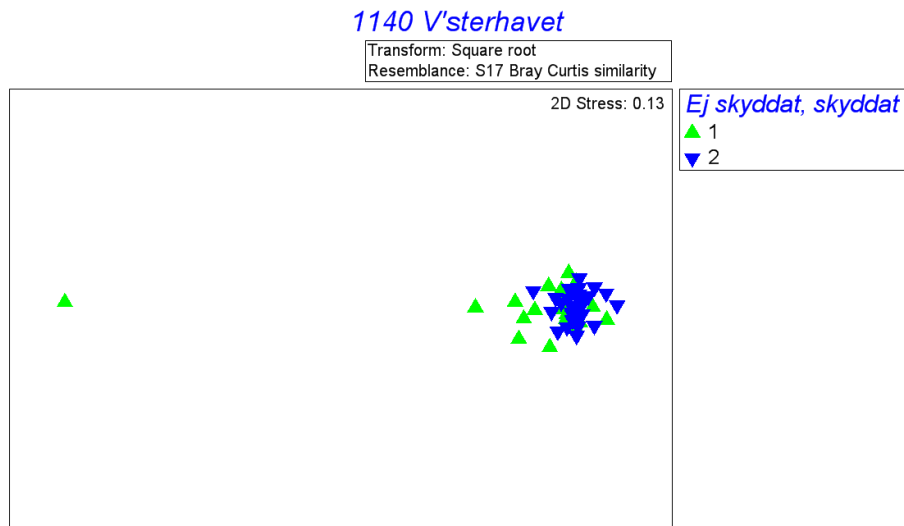 1140 V'sterhavet
Transform: Square root
Resemblance: S17 Bray Curtis similarity
2D Stress: 0.13
Ej skyddat, skyddat
1
2